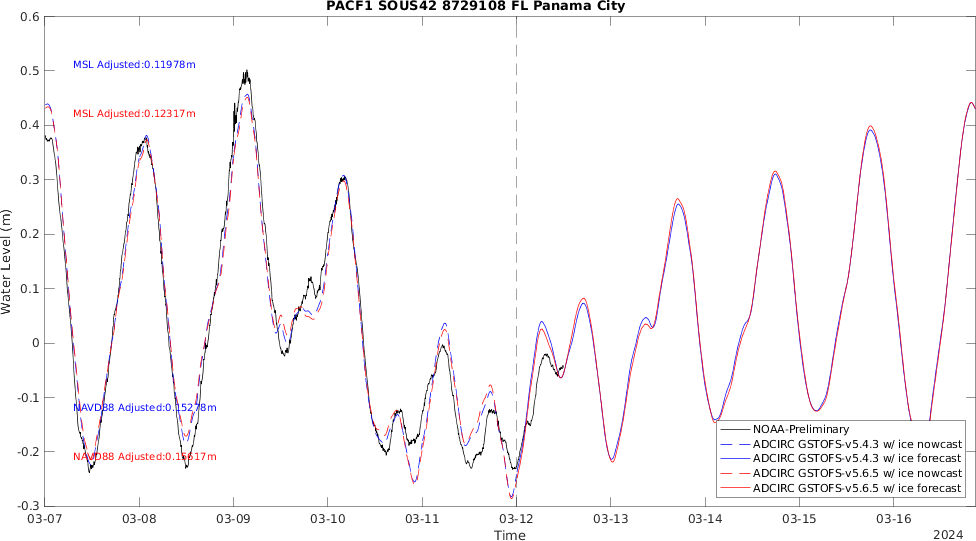 PACF1 SOUS42 8729108 FL Panama City
0.6
0.5
0.4
0.3
0.2
0.1
0
-0.1
-0.2
-0.3
Water Level (m)
MSL Adjusted:0.11978m
MSL Adjusted:0.12317m
NAVD88 Adjusted:0.15278m
NAVD88 Adjusted:0.15617m
NOAA-Preliminary
ADCIRC GSTOFS-v5.4.3 w/ ice nowcast
ADCIRC GSTOFS-v5.4.3 w/ ice forecast
ADCIRC GSTOFS-v5.6.5 w/ ice nowcast
ADCIRC GSTOFS-v5.6.5 w/ ice forecast
03-07 03-08 03-09 03-10 03-11 03-12 03-13 03-14 03-15 03-16
Time
2024